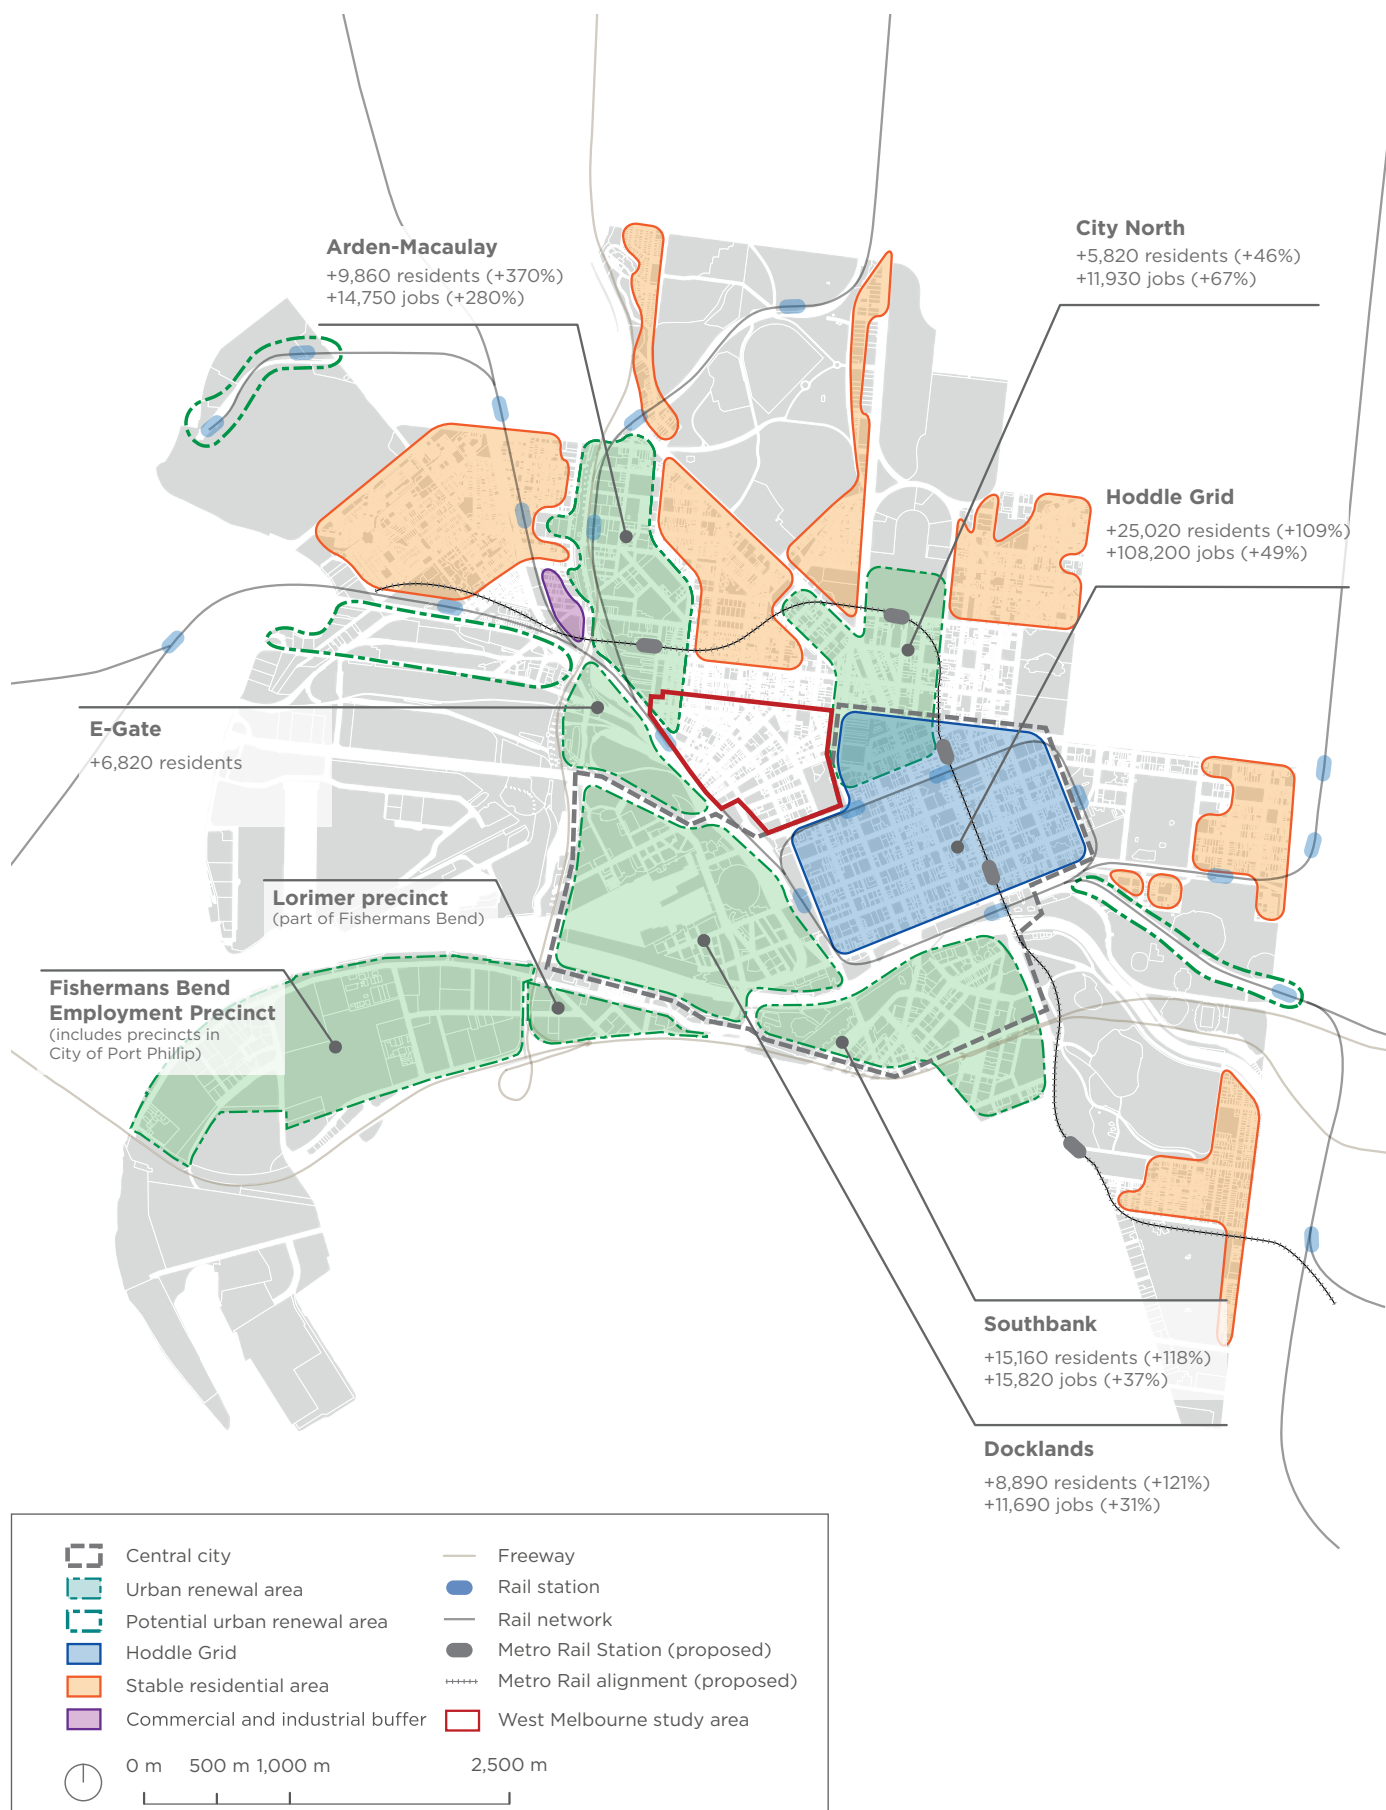 City North
+5,820 residents (+46%)
+11,930 jobs (+67%)
Arden-Macaulay
+9,860 residents (+370%)
+14,750 jobs (+280%)
Hoddle Grid
+25,020 residents (+109%)
+108,200 jobs (+49%)
E-Gate
+6,820 residents
Lorimer precinct
(part of Fishermans Bend)
Fishermans Bend
Employment Precinct
(includes precincts in
City of Port Phillip)
Southbank
+15,160 residents (+118%)
+15,820 jobs (+37%)
Docklands
+8,890 residents (+121%)
+11,690 jobs (+31%)
Central city
Urban renewal area
Potential urban renewal area
Hoddle Grid
Stable residential area
Commercial and industrial buffer
Freeway
Rail station
Rail network
Metro Rail Station (proposed)
Metro Rail alignment (proposed)
West Melbourne study area
0 m 500 m 1,000 m 2,500 m